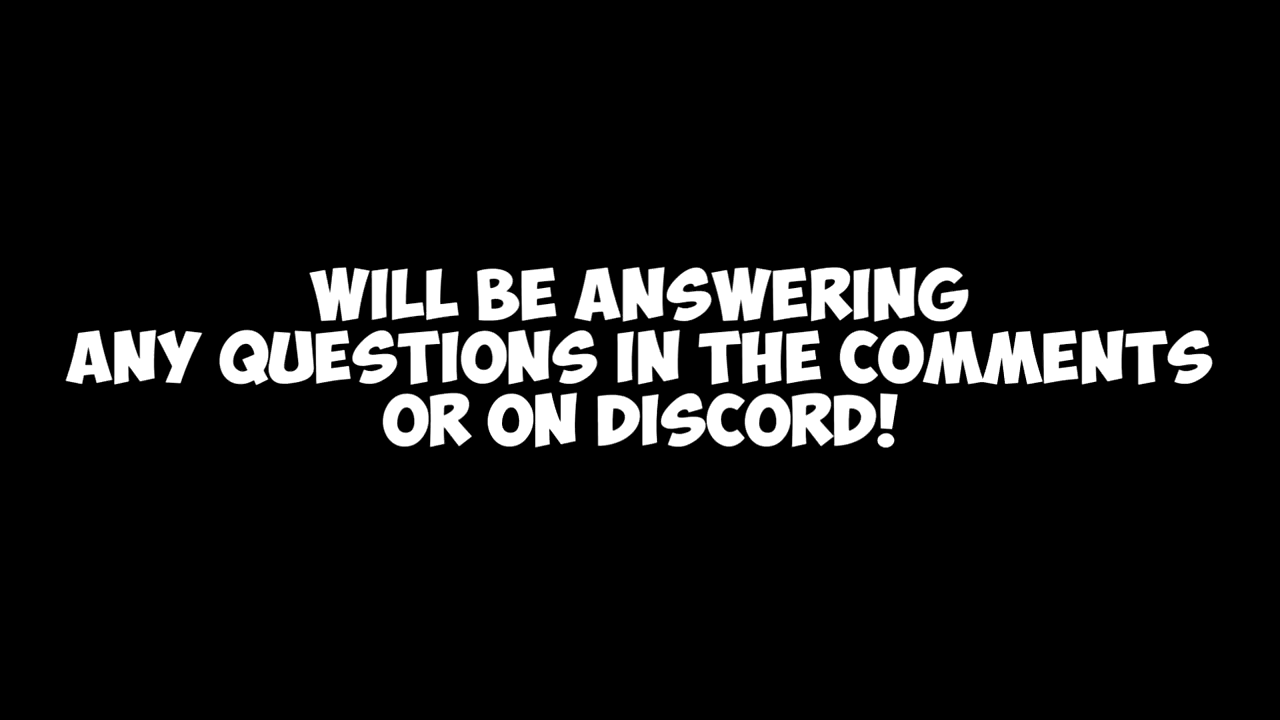 WILL BE ANSWERING
ANY QUESTIONS IN THE COMMENTS
OR ON DISCORD!